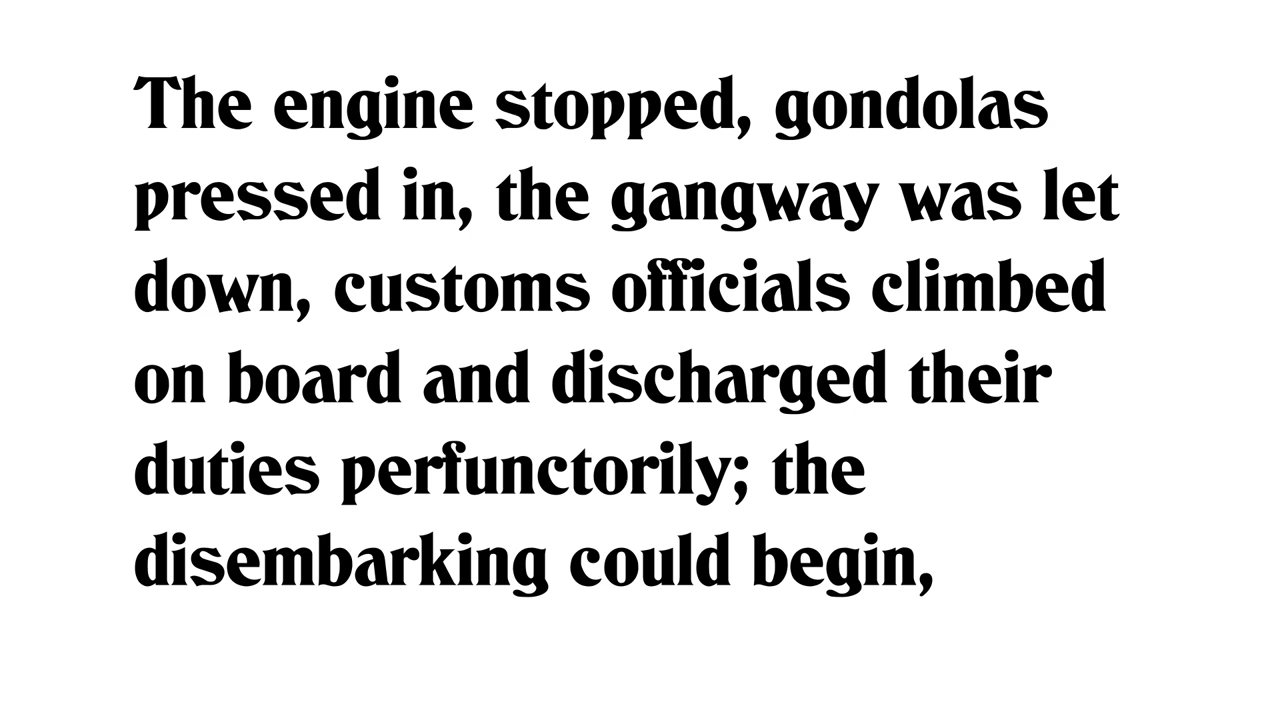 The engine stopped, gondolas
pressed in, the gangway was let
down, customs officials climbed
on board and discharged their
duties perfunctorily; the
disembarking could begin,